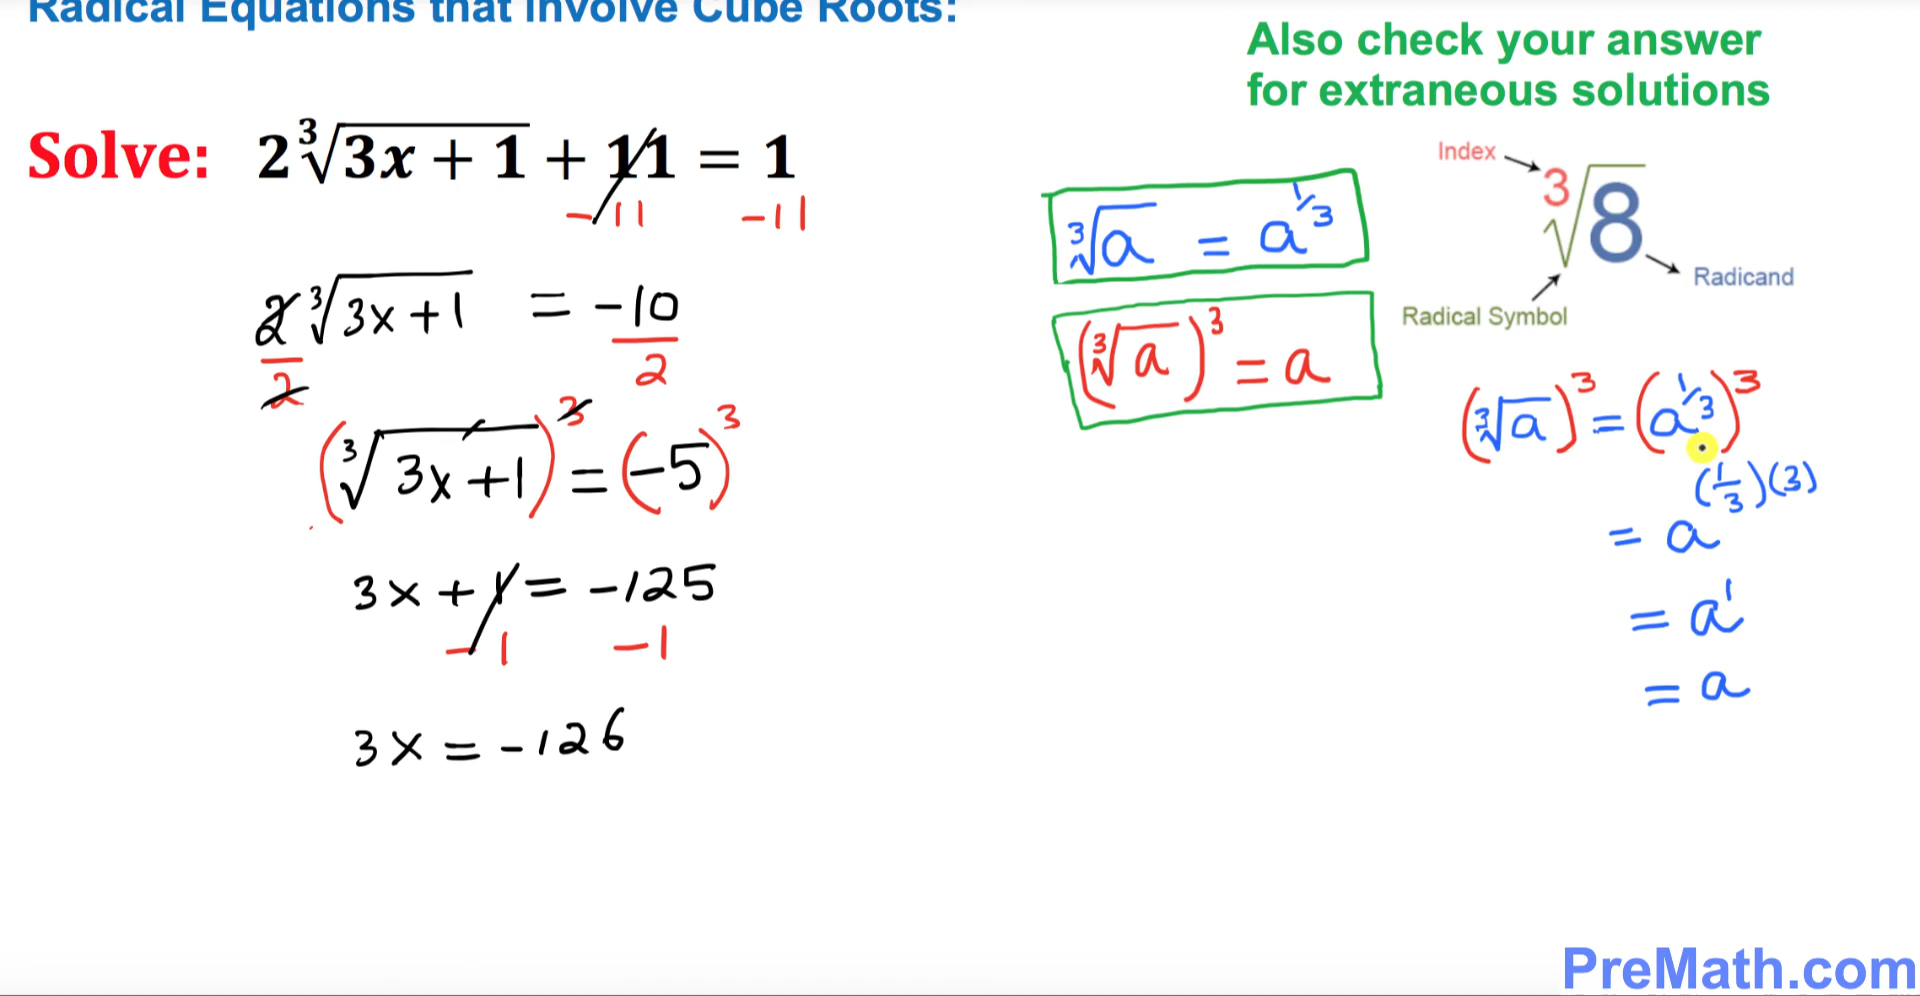 Radical Equations that Involve Cube Roots:
Also check your answer
for extraneous solutions
Solve: 2∛(3x + 1) + 11 = 1
-11 -11
2∛(3x+1) = -10
2 2
(∛(3x+1))³ = (-5)³
3x + 1 = -125
-1 -1
3x = -126
∛a = a^(1/3)
(∛a)³ = a
Index
∛8
Radicand
Radical Symbol
(∛a)³ = (a^(1/3))³
= a^((1/3)(3))
= a¹
= a
PreMath.com